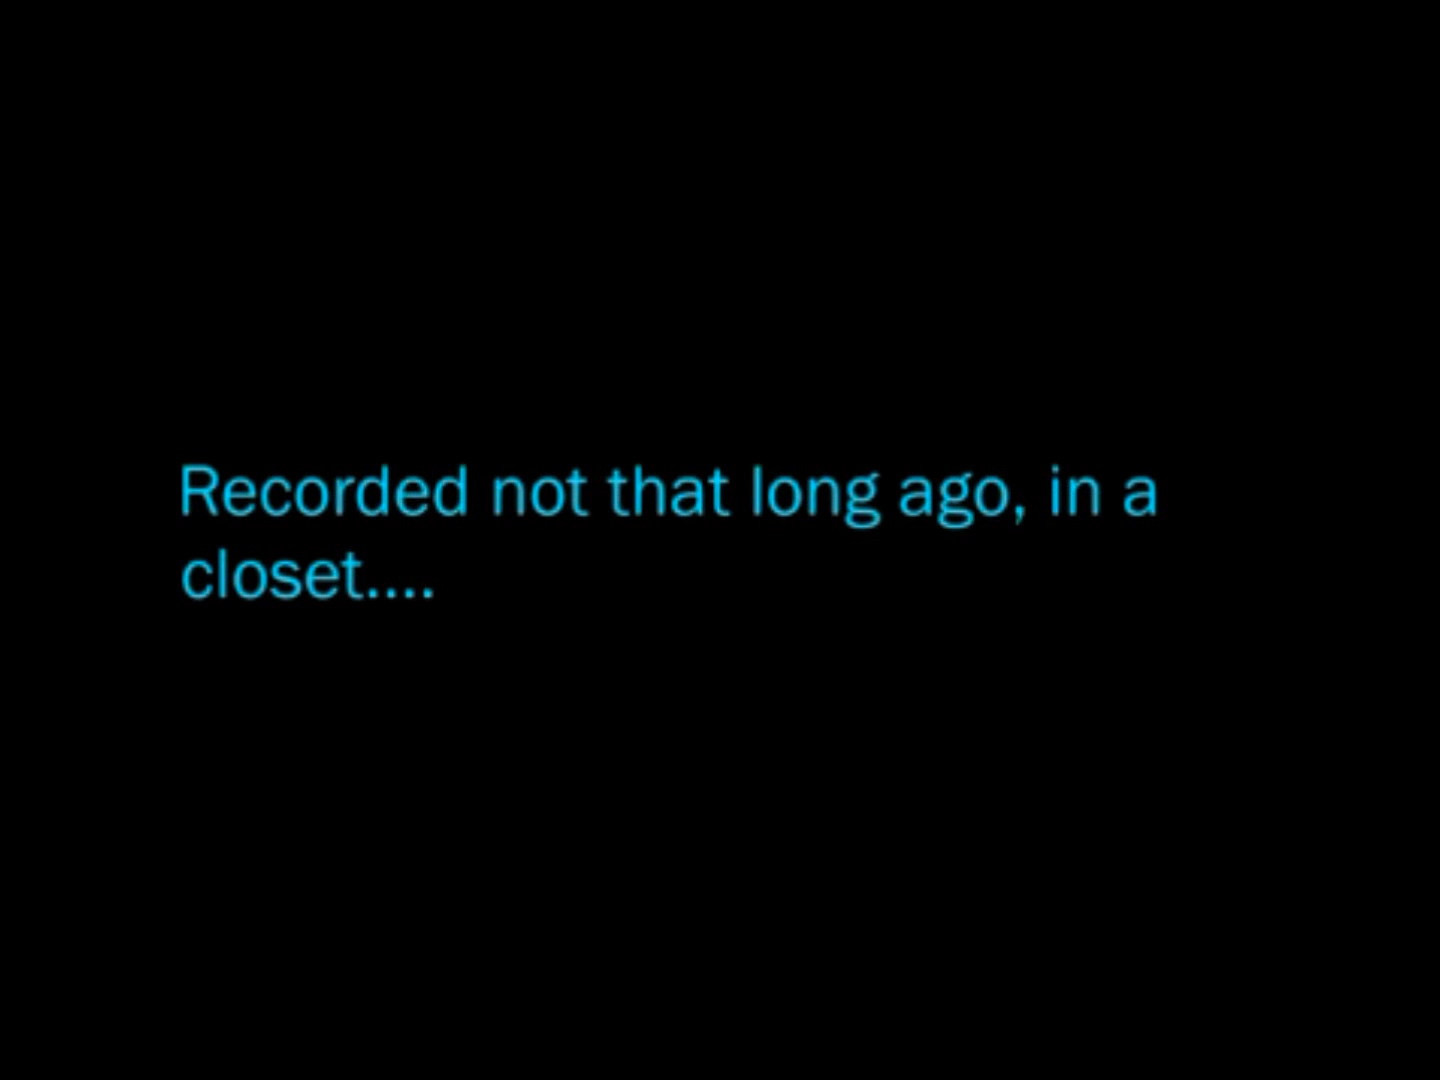 Recorded not that long ago, in a
closet....